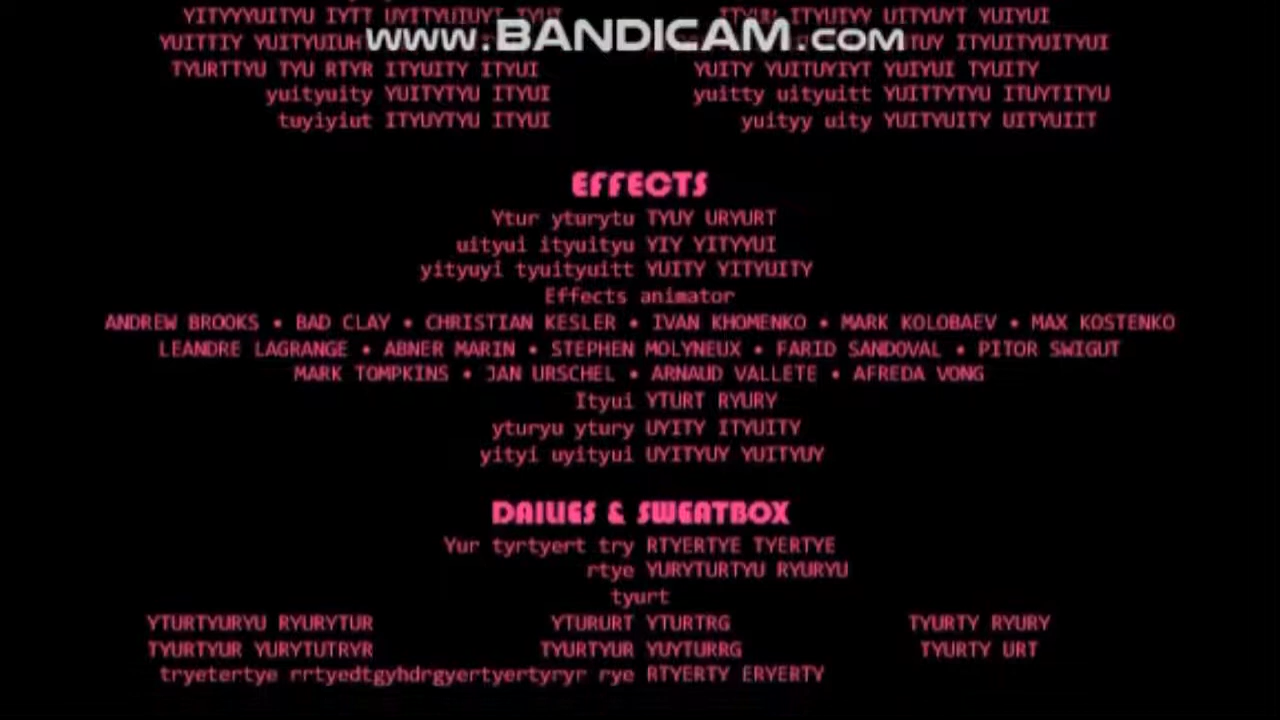 YITYYYUITYU IYTT UYITYUIUYI TYUI ITYUI ITYUIYY UITYUYT YUIYUI
www.BANDICAM.com
YUITTIY YUITYUIUH ITUY ITYUITYUITYUI
TYURTTYU TYU RTYR ITYUITY ITYUI YUITY YUITUYIYT YUIYUI TYUITY
yuityuity YUITYTYU ITYUI yuitty uityuitt YUITTYTYU ITUYTITYU
tuyiyiut ITYUYTYU ITYUI yuityy uity YUITYUITY UITYUIIT
EFFECTS
Ytur yturytu TYUY URYURT
uityui ityuityu YIY YITYYUI
yityuyi tyuityuitt YUITY YITYUITY
Effects animator
ANDREW BROOKS • BAD CLAY • CHRISTIAN KESLER • IVAN KHOMENKO • MARK KOLOBAEV • MAX KOSTENKO
LEANDRE LAGRANGE • ABNER MARIN • STEPHEN MOLYNEUX • FARID SANDOVAL • PITOR SWIGUT
MARK TOMPKINS • JAN URSCHEL • ARNAUD VALLETE • AFREDA VONG
Ityui YTURT RYURY
yturyu ytury UYITY ITYUITY
yityi uyityui UYITYUY YUITYUY
DAILIES & SWEATBOX
Yur tyrtyert try RTYERTYE TYERTYE
rtye YURYTURTYU RYURYU
tyurt
YTURTYURYU RYURYTUR YTURURT YTURTRG TYURTY RYURY
TYURTYUR YURYTUTRYR TYURTYUR YUYTURRG TYURTY URT
tryetertye rrtyedtgyhdrgyertyertyryr rye RTYERTY ERYERTY